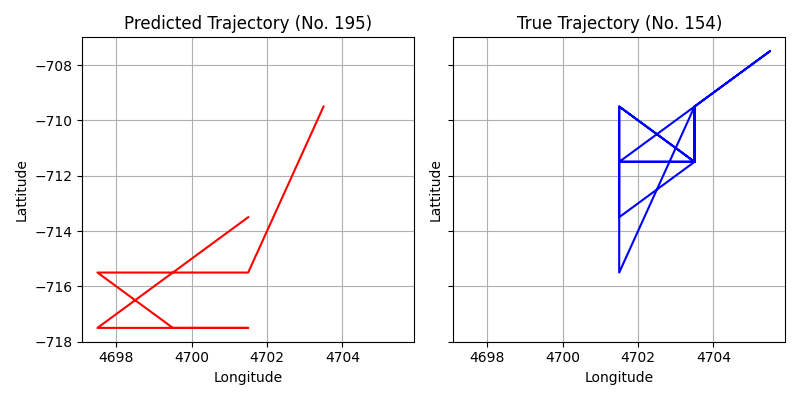 Predicted Trajectory (No. 195)
True Trajectory (No. 154)
−708
−710
−712
−714
−716
−718
Lattitude
Lattitude
4698
4700
4702
4704
4698
4700
4702
4704
Longitude
Longitude